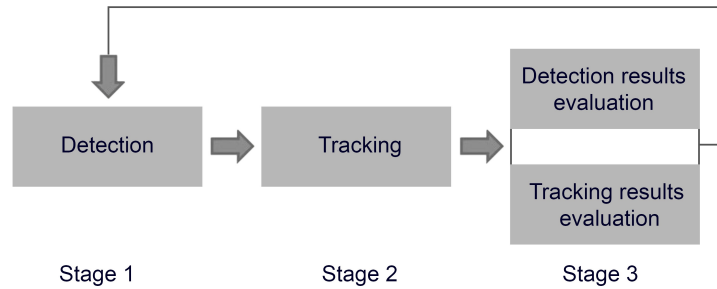 Detection
Tracking
Detection results
evaluation
Tracking results
evaluation
Stage 1
Stage 2
Stage 3